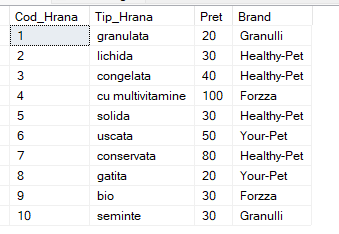 Cod_Hrana Tip_Hrana Pret Brand
1 granulata 20 Granulli
2 lichida 30 Healthy-Pet
3 congelata 40 Healthy-Pet
4 cu multivitamine 100 Forzza
5 solida 30 Healthy-Pet
6 uscata 50 Your-Pet
7 conservata 80 Healthy-Pet
8 gatita 20 Your-Pet
9 bio 30 Forzza
10 seminte 30 Granulli